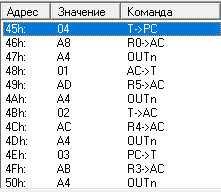 Адрес Значение Команда
45h: 04 T->PC
46h: A8 R0->AC
47h: A4 OUTn
48h: 01 AC->T
49h: AD R5->AC
4Ah: A4 OUTn
4Bh: 02 T->AC
4Ch: AC R4->AC
4Dh: A4 OUTn
4Eh: 03 PC->T
4Fh: AB R3->AC
50h: A4 OUTn